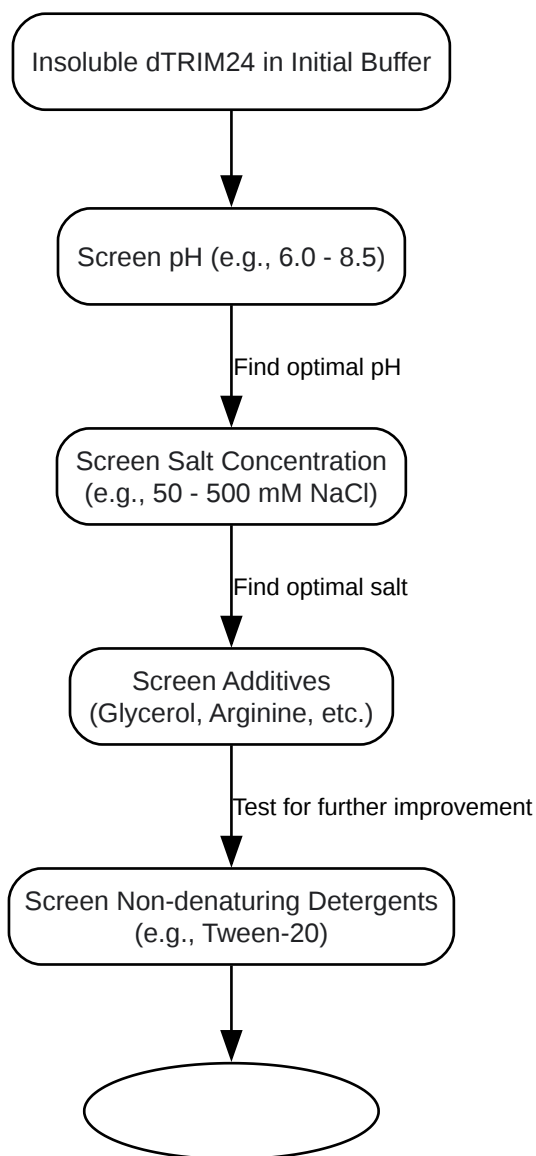 Insoluble dTRIM24 in Initial Buffer
Screen pH (e.g., 6.0 - 8.5)
Find optimal pH
Screen Salt Concentration
(e.g., 50 - 500 mM NaCl)
Find optimal salt
Screen Additives
(Glycerol, Arginine, etc.)
Test for further improvement
Screen Non-denaturing Detergents
(e.g., Tween-20)